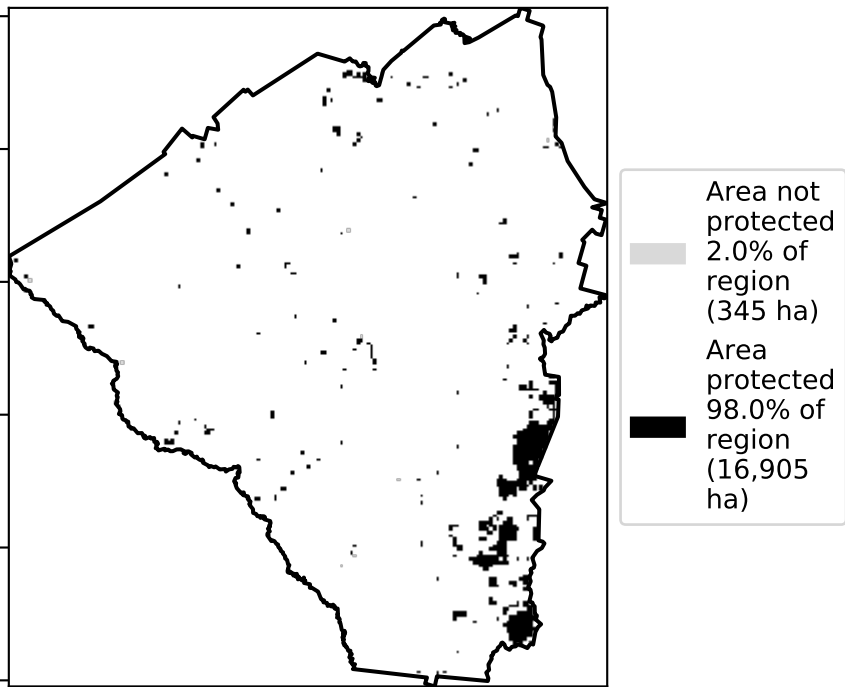 Area not
protected
2.0% of
region
(345 ha)
Area
protected
98.0% of
region
(16,905
ha)